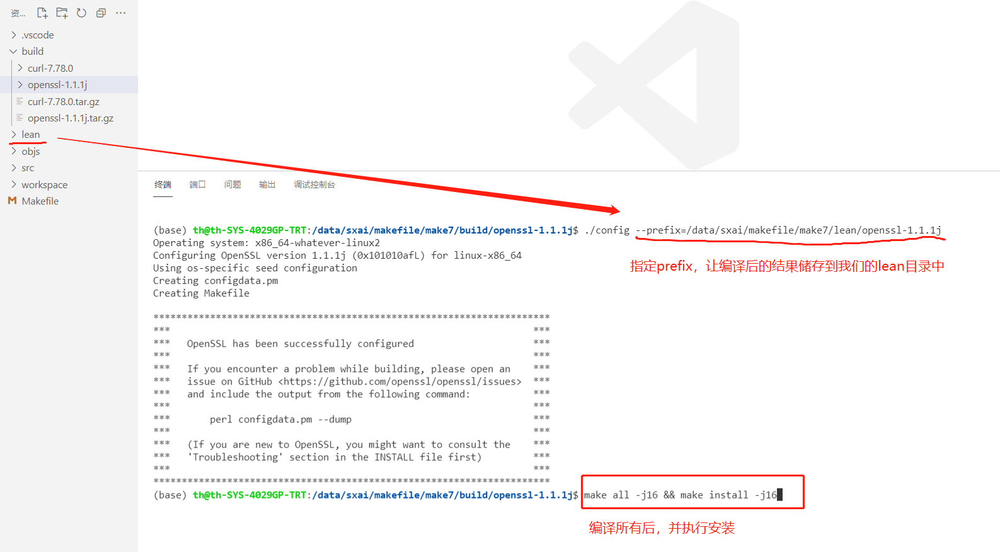 资...
.vscode
build
curl-7.78.0
openssl-1.1.1j
curl-7.78.0.tar.gz
openssl-1.1.1j.tar.gz
lean
objs
src
workspace
M Makefile
终端 端口 问题 输出 调试控制台
(base) th@th-SYS-4029GP-TRT:/data/sxai/makefile/make7/build/openssl-1.1.1j$ ./config --prefix=/data/sxai/makefile/make7/lean/openssl-1.1.1j
Operating system: x86_64-whatever-linux2
Configuring OpenSSL version 1.1.1j (0x101010afL) for linux-x86_64
Using os-specific seed configuration
Creating configdata.pm
Creating Makefile
指定prefix，让编译后的结果储存到我们的lean目录中
**********************************************************************
***                                                                ***
***   OpenSSL has been successfully configured                     ***
***                                                                ***
***   If you encounter a problem while building, please open an    ***
***   issue on GitHub <https://github.com/openssl/openssl/issues>  ***
***   and include the output from the following command:           ***
***                                                                ***
***       perl configdata.pm --dump                                ***
***                                                                ***
***   (If you are new to OpenSSL, you might want to consult the    ***
***   'Troubleshooting' section in the INSTALL file first)         ***
***                                                                ***
**********************************************************************
(base) th@th-SYS-4029GP-TRT:/data/sxai/makefile/make7/build/openssl-1.1.1j$ make all -j16 && make install -j16
编译所有后，并执行安装